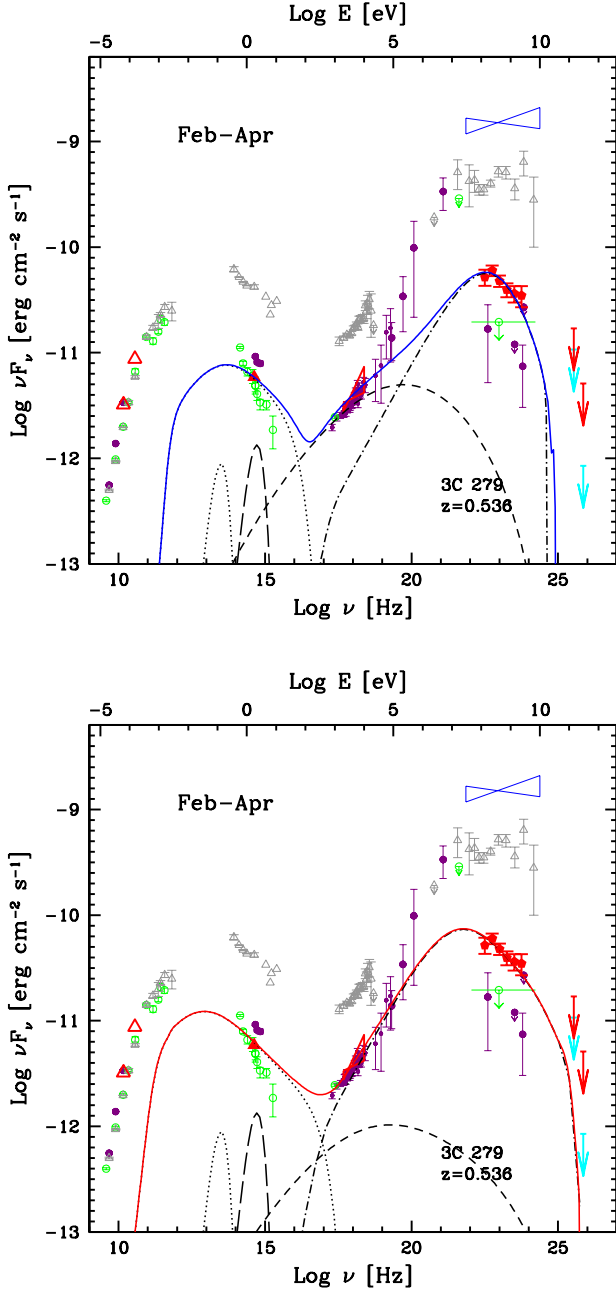 Log E [eV]
-5 0 5 10
Feb-Apr
-9
-10
-11
-12
-13
Log νFν [erg cm⁻² s⁻¹]
3C 279
z=0.536
10 15 20 25
Log ν [Hz]
Log E [eV]
-5 0 5 10
Feb-Apr
-9
-10
-11
-12
-13
Log νFν [erg cm⁻² s⁻¹]
3C 279
z=0.536
10 15 20 25
Log ν [Hz]